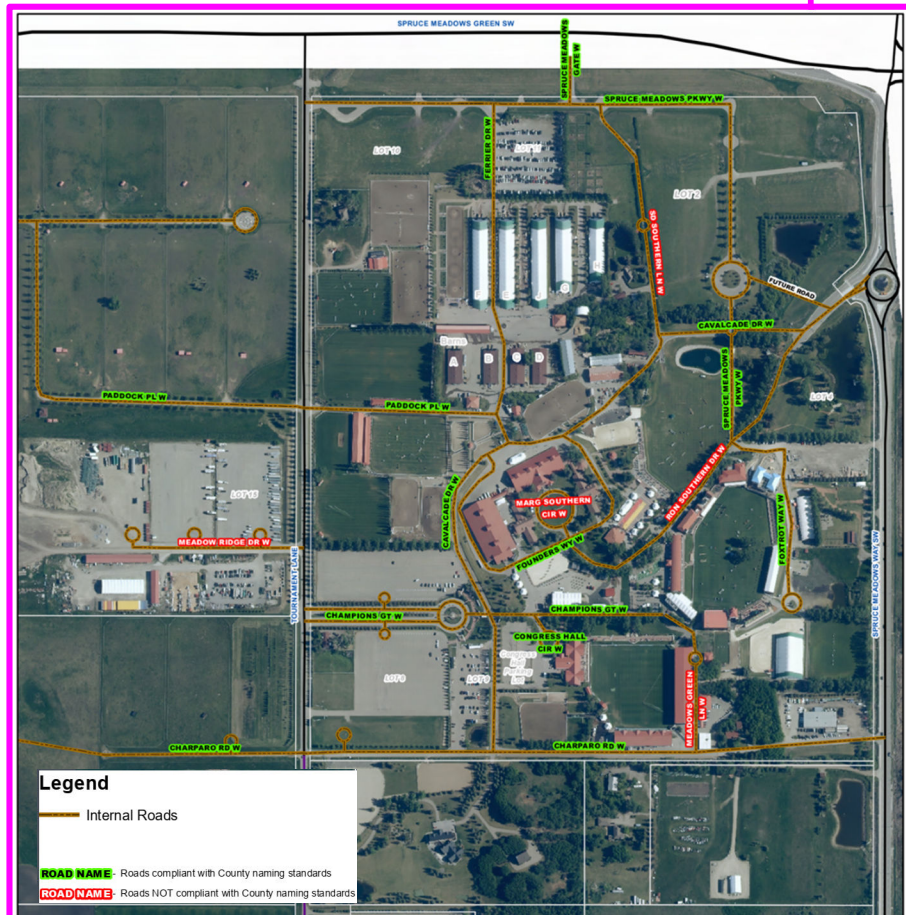 SPRUCE MEADOWS GREEN SW
SPRUCE MEADOWS
GATE W
SPRUCE MEADOWS PKWY W
FERRIER DR W
LOT 10
LOT 11
LOT 2
SD SOUTHERN LN W
FUTURE ROAD
CAVALCADE DR W
SPRUCE MEADOWS
PKWY W
LOT 4
Barns
A
B
C
D
PADDOCK PL W
PADDOCK PL W
LOT 15
MEADOW RIDGE DR W
TOURNAMENT LANE
CAVALCADE DR W
MARG SOUTHERN
CIR W
FOUNDERS WY W
RON SOUTHERN DR W
FOXTROT WAY W
SPRUCE MEADOWS WAY SW
CHAMPIONS GT W
CHAMPIONS GT W
CONGRESS HALL
CIR W
Congress
Hall
Parking
Lot
LOT 8
LOT 9
MEADOWS GREEN
LN W
CHARPARO RD W
CHARPARO RD W
Legend
Internal Roads
ROAD NAME - Roads compliant with County naming standards
ROAD NAME - Roads NOT compliant with County naming standards